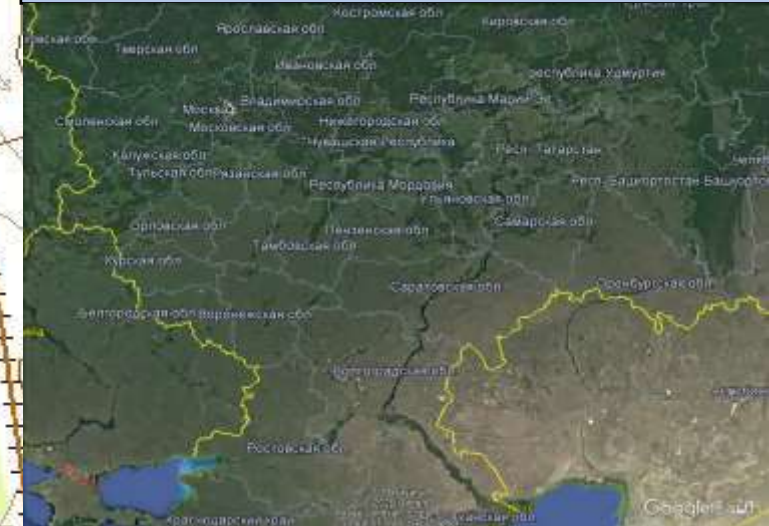 Костромская обл
Ярославская обл
Кировская обл
Тверская обл
Ивановская обл
Республика Удмуртия
Москва
Владимирская обл
Республика Марий Эл
Смоленская обл
Московская обл
Нижегородская обл
Чувашская Республика
Калужская обл
Респ. Татарстан
Тульская обл
Рязанская обл
Республика Мордовия
Респ. Башкортостан
Ульяновская обл
Самарская обл
Орловская обл
Пензенская обл
Тамбовская обл
Курская обл
Саратовская обл
Оренбургская обл
Белгородская обл
Воронежская обл
Волгоградская обл
Ростовская обл
Google Earth
Краснодарский край